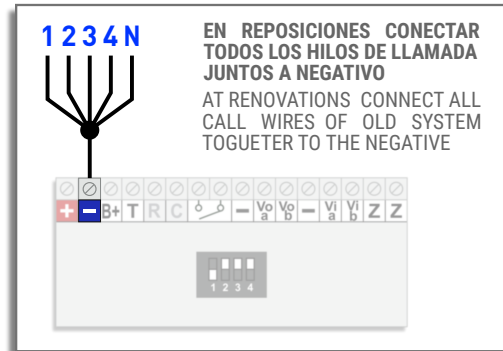 1 2 3 4 N
EN REPOSICIONES CONECTAR
TODOS LOS HILOS DE LLAMADA
JUNTOS A NEGATIVO
AT RENOVATIONS CONNECT ALL
CALL WIRES OF OLD SYSTEM
TOGUETER TO THE NEGATIVE
+ − B+ T R C − Vo a Vo b − Vi a Vi b Z Z
1 2 3 4